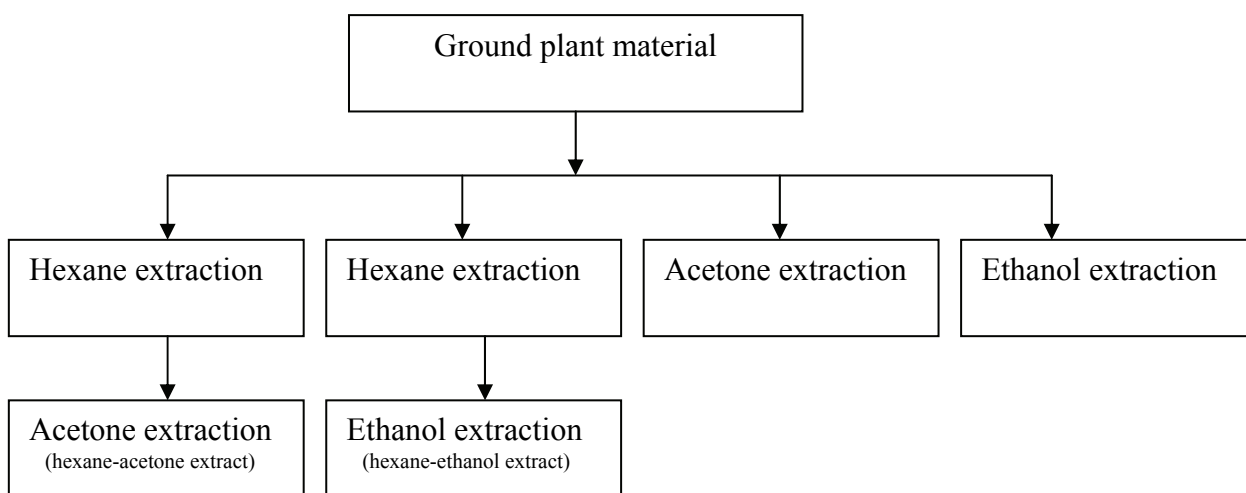 Ground plant material
Hexane extraction
Hexane extraction
Acetone extraction
Ethanol extraction
Acetone extraction
(hexane-acetone extract)
Ethanol extraction
(hexane-ethanol extract)